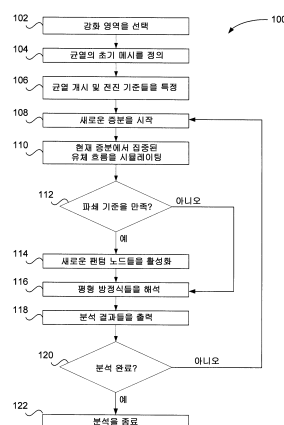 100
102
강화 영역을 선택
104
균열의 초기 메시를 정의
106
균열 개시 및 전진 기준들을 특정
108
새로운 증분을 시작
110
현재 증분에서 집중된
유체 흐름을 시뮬레이팅
112
파쇄 기준을 만족?
아니오
예
114
새로운 팬텀 노드들을 활성화
116
평형 방정식들을 해석
118
분석 결과들을 출력
120
분석 완료?
아니오
예
122
분석을 종료